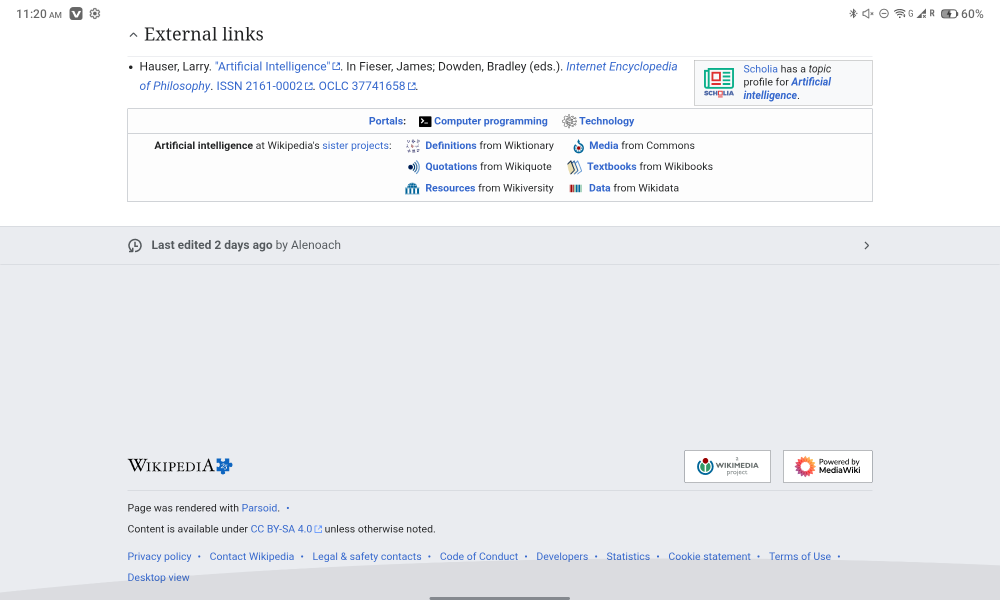 11:20 AM
G R 60%
External links
Hauser, Larry. "Artificial Intelligence". In Fieser, James; Dowden, Bradley (eds.). Internet Encyclopedia
of Philosophy. ISSN 2161-0002. OCLC 37741658.
SCHOLIA
Scholia has a topic
profile for Artificial
intelligence.
Portals: Computer programming Technology
Artificial intelligence at Wikipedia's sister projects: Definitions from Wiktionary Media from Commons
Quotations from Wikiquote Textbooks from Wikibooks
Resources from Wikiversity Data from Wikidata
Last edited 2 days ago by Alenoach
WIKIPEDIA 25
a
WIKIMEDIA
project
Powered by
MediaWiki
Page was rendered with Parsoid. •
Content is available under CC BY-SA 4.0 unless otherwise noted.
Privacy policy • Contact Wikipedia • Legal & safety contacts • Code of Conduct • Developers • Statistics • Cookie statement • Terms of Use •
Desktop view